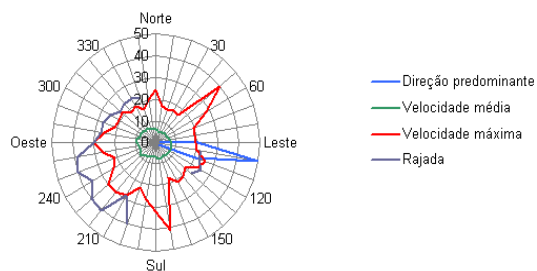 Norte
330
50
30
40
300
30
60
20
10
Oeste
0
Leste
240
120
210
150
Sul
Direção predominante
Velocidade média
Velocidade máxima
Rajada